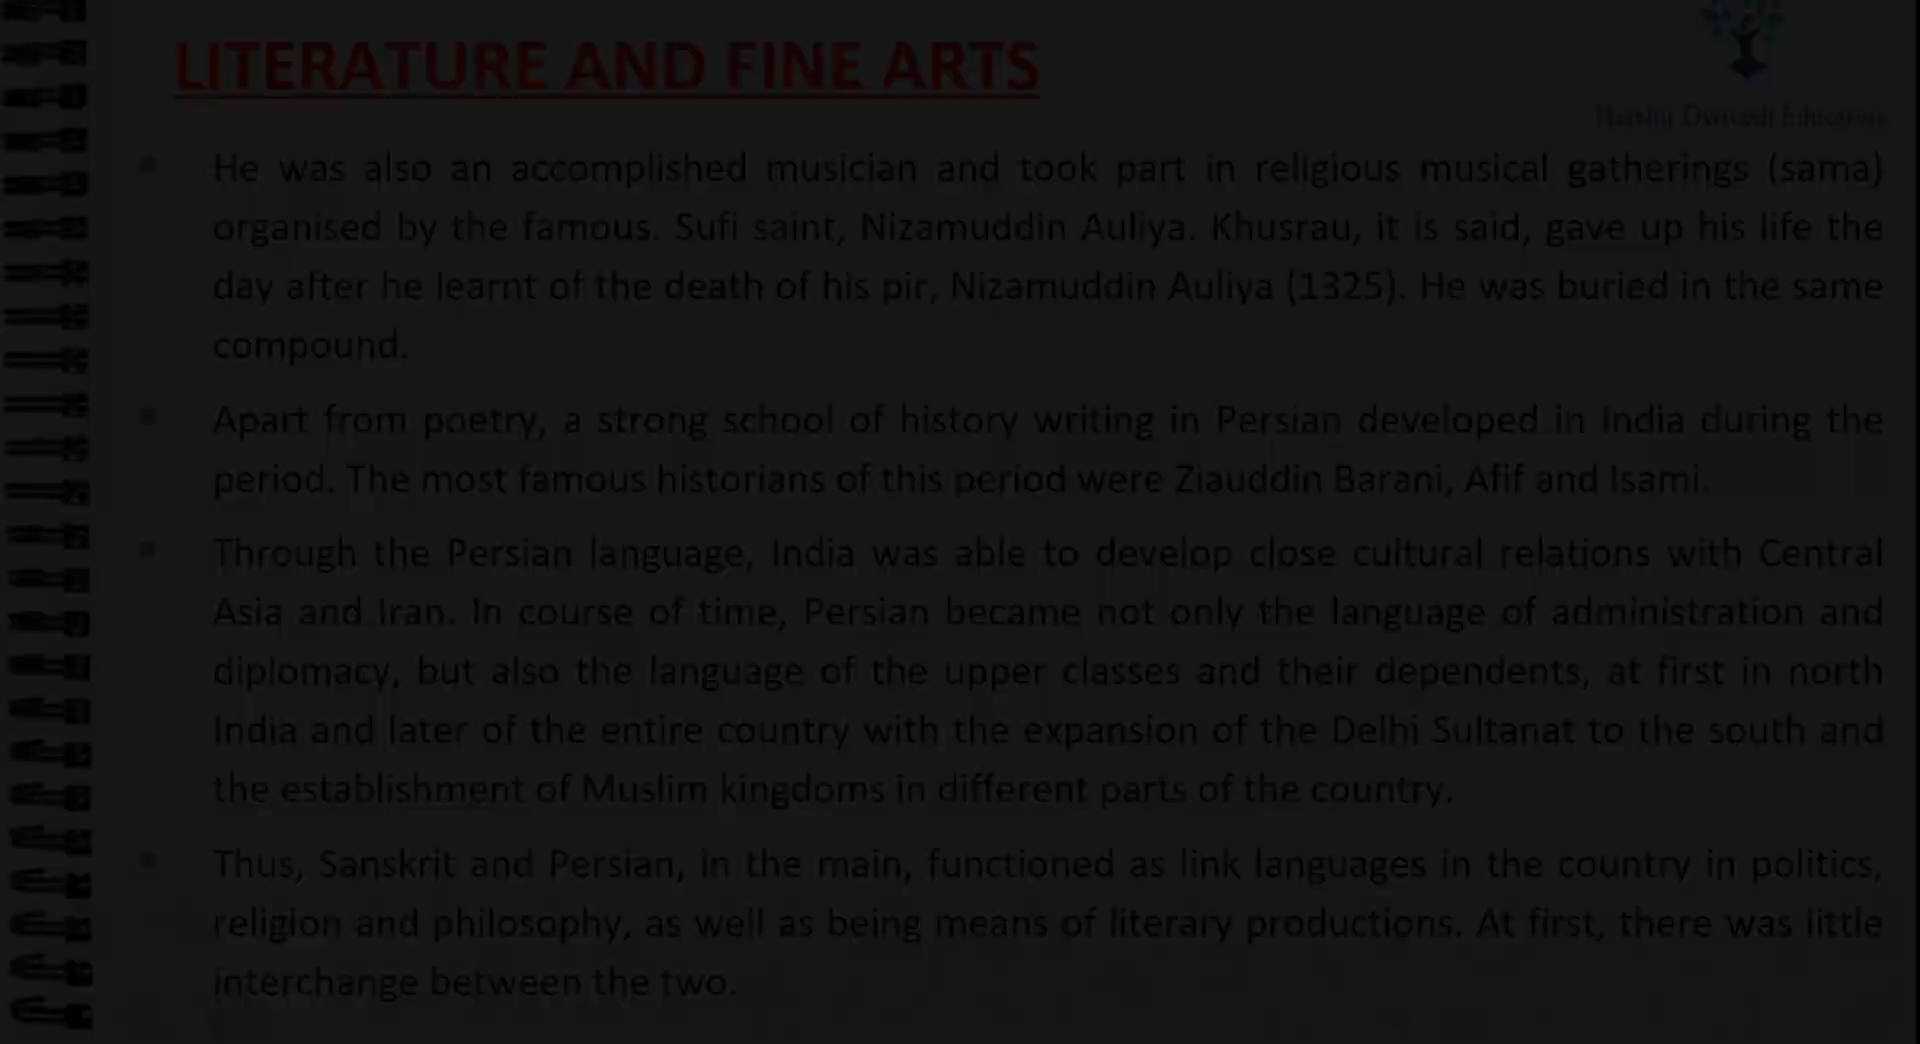 LITERATURE AND FINE ARTS
Harshit Dwivedi Education
He was also an accomplished musician and took part in religious musical gatherings (sama)
organised by the famous. Sufi saint, Nizamuddin Auliya. Khusrau, it is said, gave up his life the
day after he learnt of the death of his pir, Nizamuddin Auliya (1325). He was buried in the same
compound.
Apart from poetry, a strong school of history writing in Persian developed in India during the
period. The most famous historians of this period were Ziauddin Barani, Afif and Isami.
Through the Persian language, India was able to develop close cultural relations with Central
Asia and Iran. In course of time, Persian became not only the language of administration and
diplomacy, but also the language of the upper classes and their dependents, at first in north
India and later of the entire country with the expansion of the Delhi Sultanat to the south and
the establishment of Muslim kingdoms in different parts of the country.
Thus, Sanskrit and Persian, in the main, functioned as link languages in the country in politics,
religion and philosophy, as well as being means of literary productions. At first, there was little
interchange between the two.